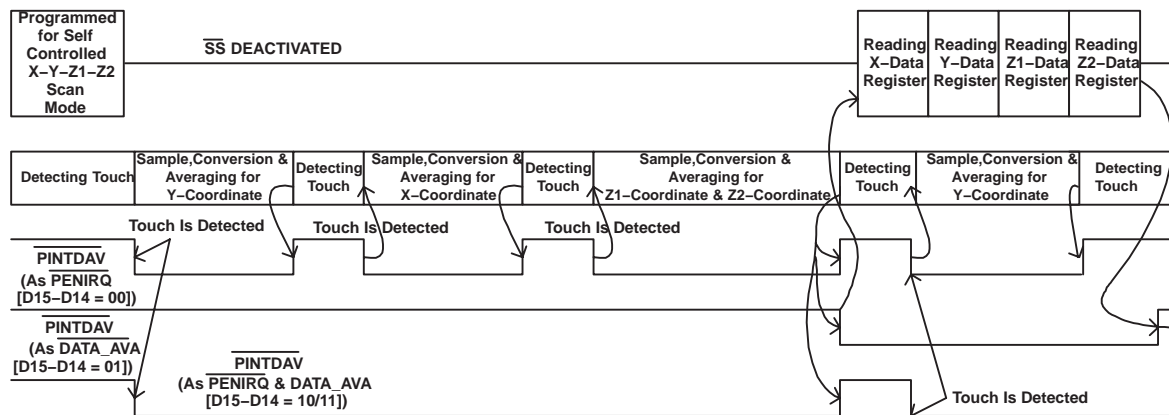 Programmed
for Self
Controlled
X–Y–Z1–Z2
Scan
Mode
SS DEACTIVATED
Reading
X–Data
Register
Reading
Y–Data
Register
Reading
Z1–Data
Register
Reading
Z2–Data
Register
Detecting Touch
Sample,Conversion &
Averaging for
Y–Coordinate
Detecting
Touch
Sample,Conversion &
Averaging for
X–Coordinate
Detecting
Touch
Sample,Conversion &
Averaging for
Z1–Coordinate & Z2–Coordinate
Detecting
Touch
Sample,Conversion &
Averaging for
Y–Coordinate
Detecting
Touch
Touch Is Detected
Touch Is Detected
Touch Is Detected
PINTDAV
(As PENIRQ
[D15–D14 = 00])
PINTDAV
(As DATA_AVA
[D15–D14 = 01])
PINTDAV
(As PENIRQ & DATA_AVA
[D15–D14 = 10/11])
Touch Is Detected